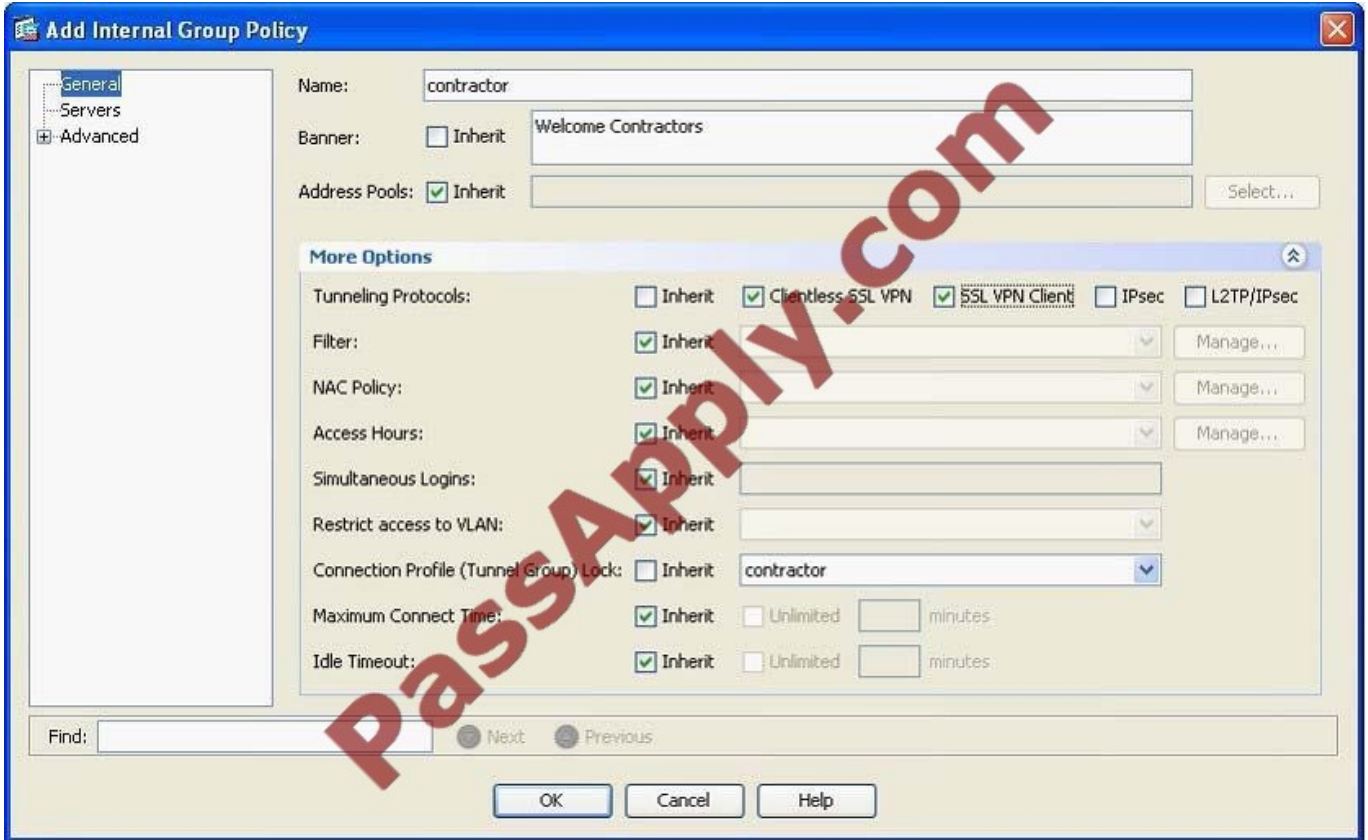 Add Internal Group Policy
General
Servers
Advanced
Name: contractor
Banner: Inherit Welcome Contractors
Address Pools: Inherit Select...
More Options
Tunneling Protocols: Inherit Clientless SSL VPN SSL VPN Client IPsec L2TP/IPsec
Filter: Inherit Manage...
NAC Policy: Inherit Manage...
Access Hours: Inherit Manage...
Simultaneous Logins: Inherit
Restrict access to VLAN: Inherit
Connection Profile (Tunnel Group) Lock: Inherit contractor
Maximum Connect Time: Inherit Unlimited minutes
Idle Timeout: Inherit Unlimited minutes
Find: Next Previous
OK Cancel Help
PassApply.com